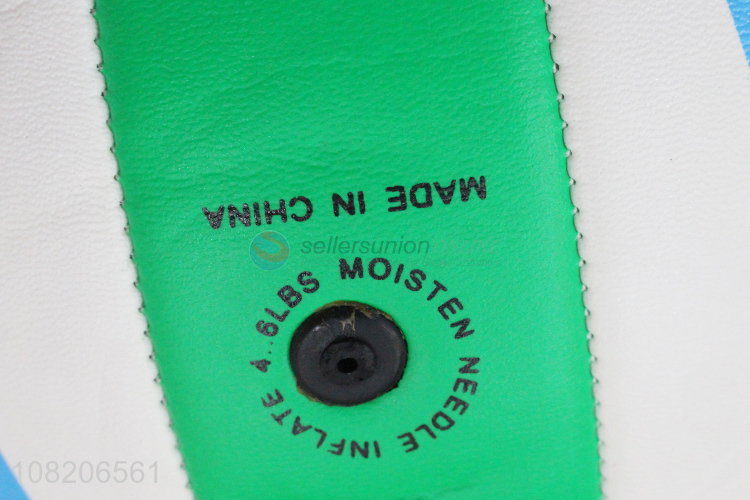 MADE IN CHINA
sellersunion
MOISTEN NEEDLE INFLATE 4..6LBS
108206561